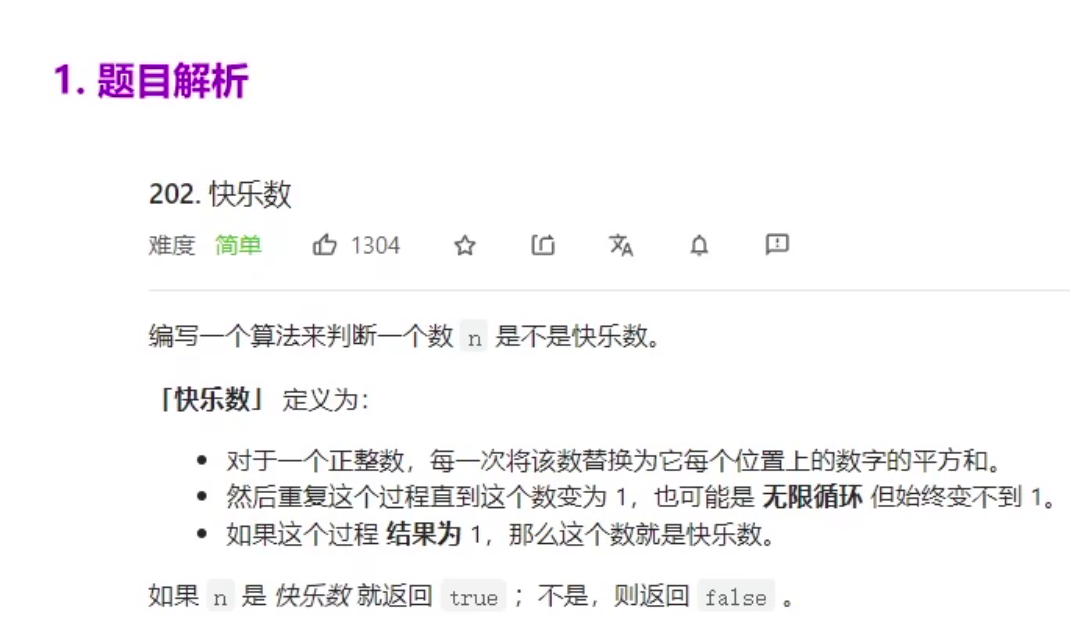 1. 题目解析
202. 快乐数
难度 简单 1304
编写一个算法来判断一个数 n 是不是快乐数。
「快乐数」 定义为：
• 对于一个正整数，每一次将该数替换为它每个位置上的数字的平方和。
• 然后重复这个过程直到这个数变为 1，也可能是 无限循环 但始终变不到 1。
• 如果这个过程 结果为 1，那么这个数就是快乐数。
如果 n 是 快乐数 就返回 true ；不是，则返回 false 。